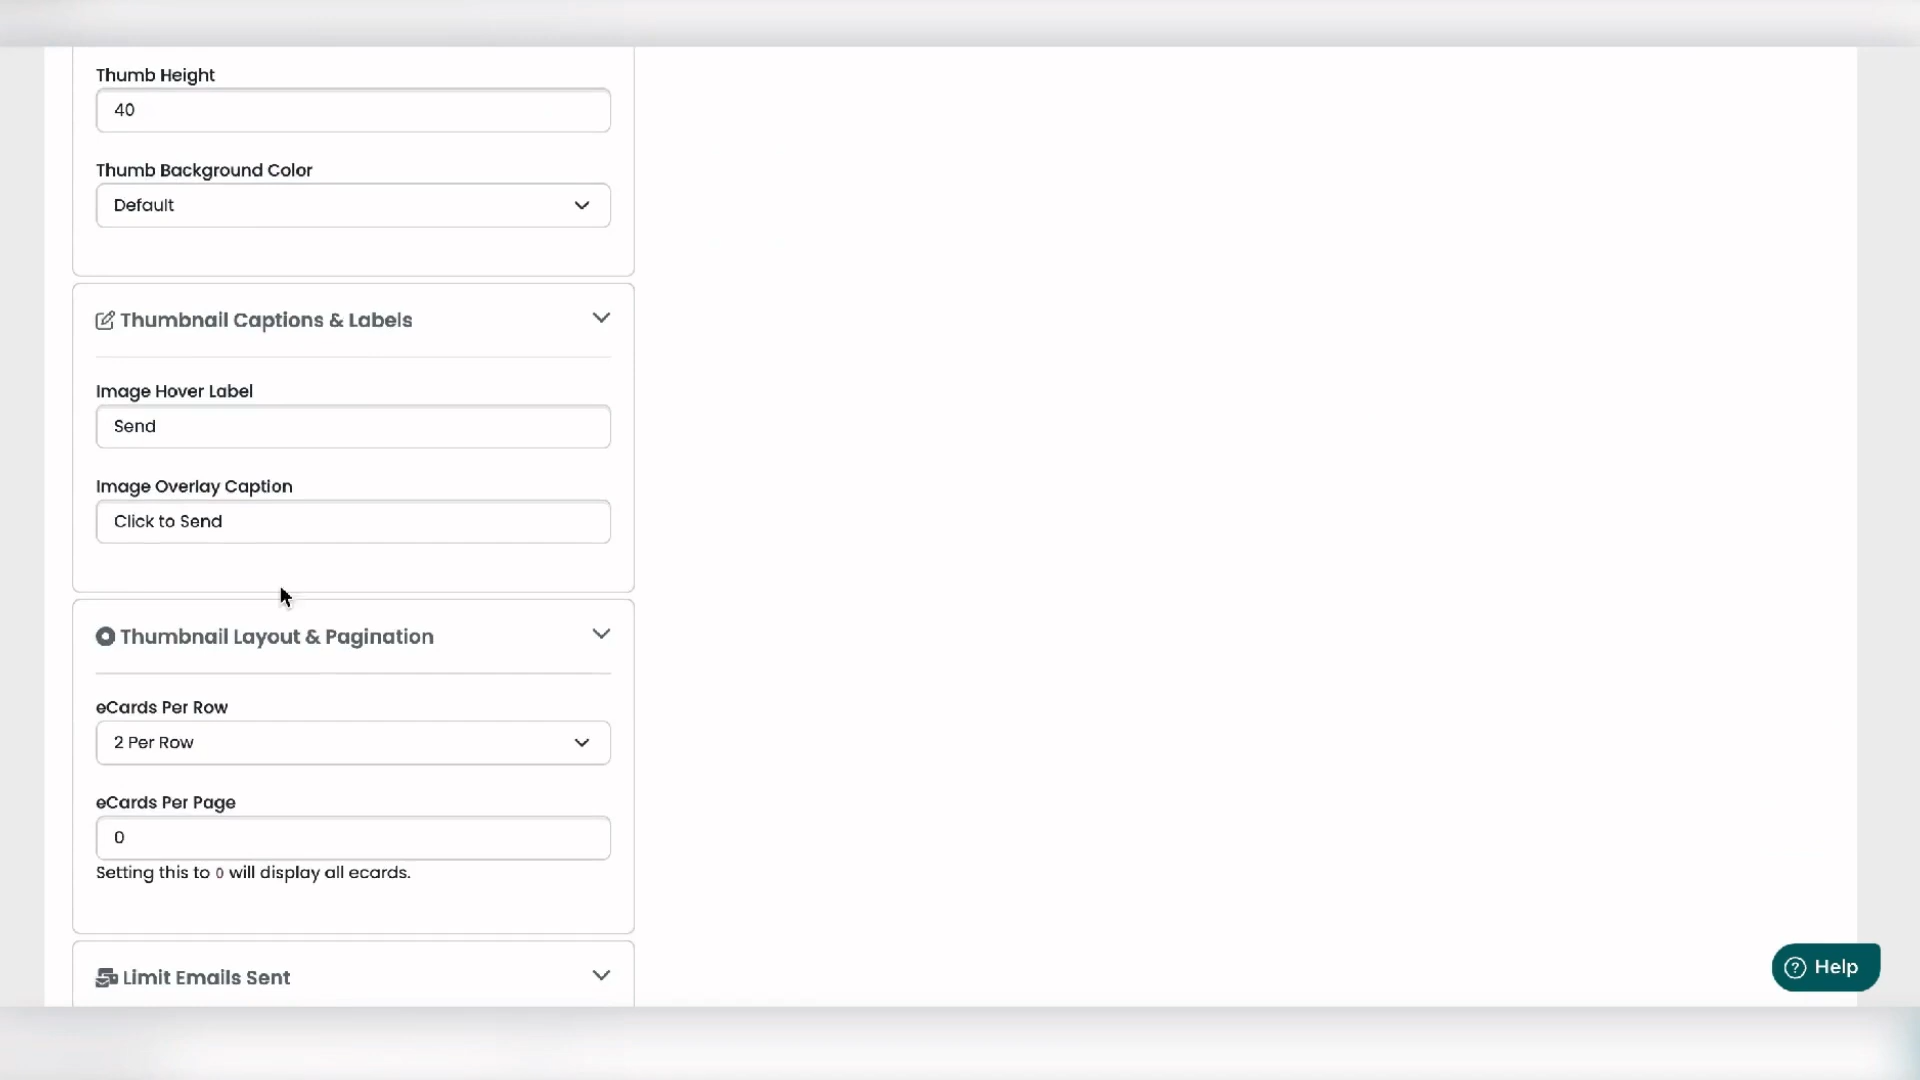 Thumb Height
40
Thumb Background Color
Default
Thumbnail Captions & Labels
Image Hover Label
Send
Image Overlay Caption
Click to Send
Thumbnail Layout & Pagination
eCards Per Row
2 Per Row
eCards Per Page
0
Setting this to 0 will display all ecards.
Limit Emails Sent
Help